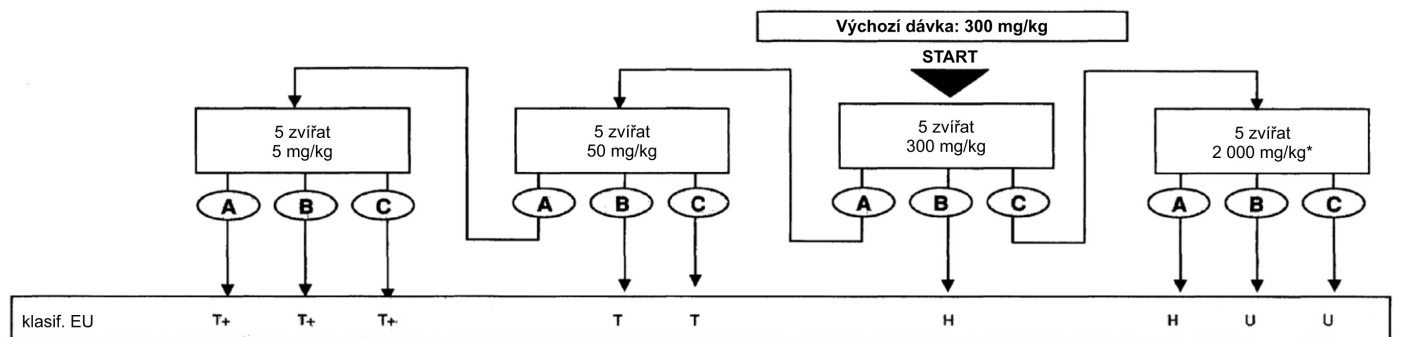 Výchozí dávka: 300 mg/kg
START
5 zvířat
5 mg/kg
5 zvířat
50 mg/kg
5 zvířat
300 mg/kg
5 zvířat
2 000 mg/kg*
A B C A B C A B C A B C
klasif. EU T+ T+ T+ T T H H U U